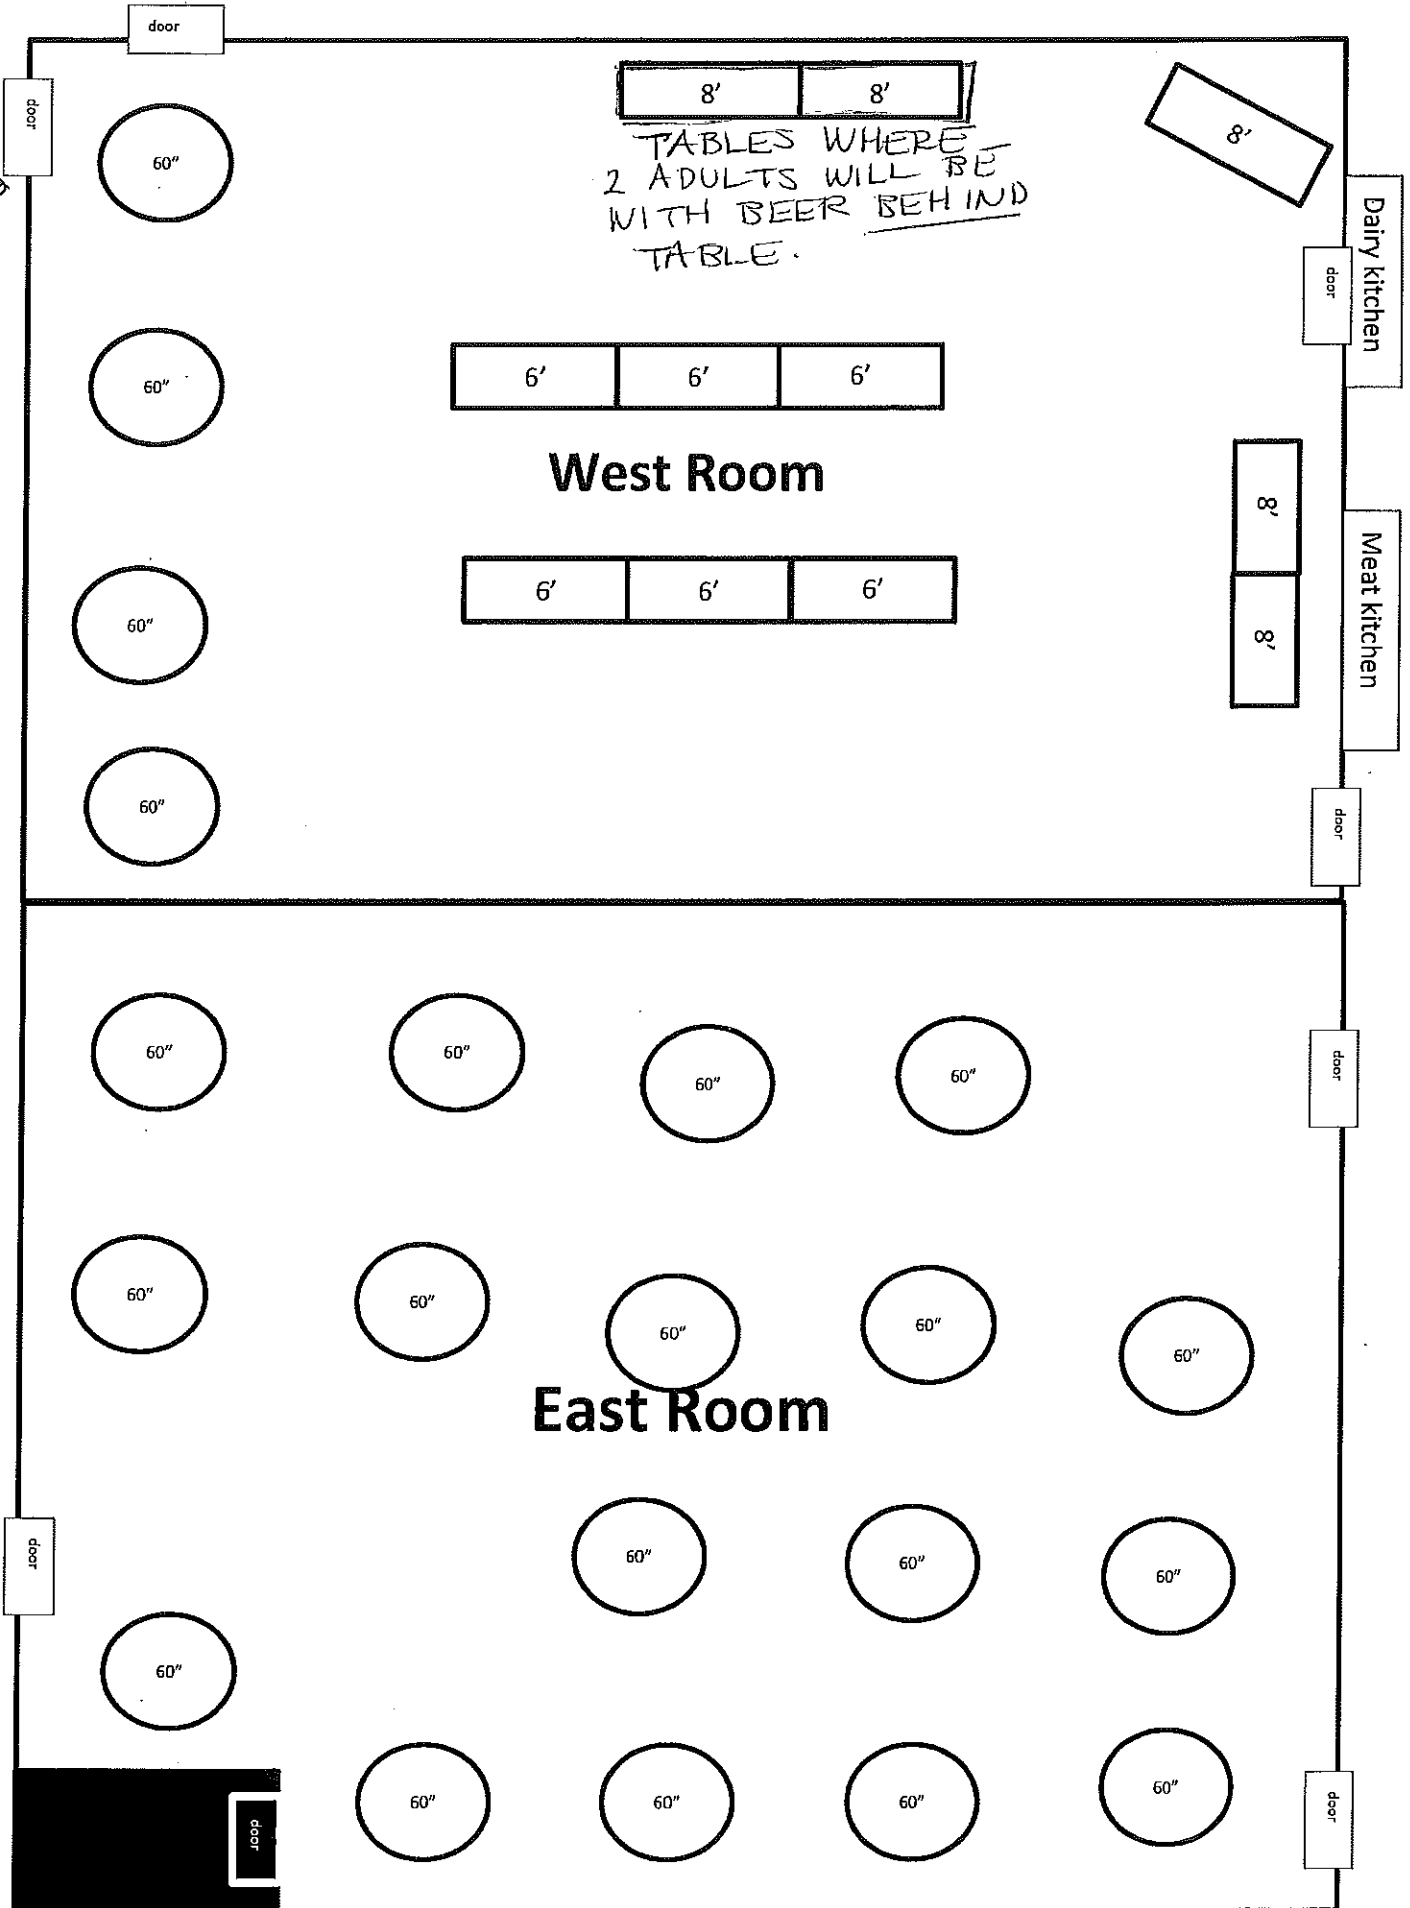 door
door
8' 8'
8'
TABLES WHERE
2 ADULTS WILL BE
WITH BEER BEHIND
TABLE.
60"
Dairy kitchen
door
60"
6' 6' 6'
West Room
8'
8'
Meat kitchen
6' 6' 6'
60"
60"
door
60" 60" 60" 60"
door
60" 60" 60" 60" 60"
East Room
60" 60" 60"
door
60"
60" 60" 60" 60"
door
door